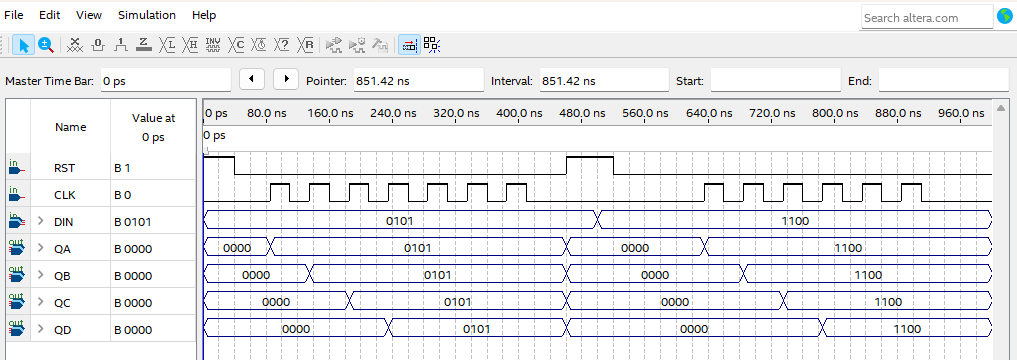 File Edit View Simulation Help
Search altera.com
Master Time Bar: 0 ps Pointer: 851.42 ns Interval: 851.42 ns Start: End:
Name Value at 0 ps
0 ps 80.0 ns 160.0 ns 240.0 ns 320.0 ns 400.0 ns 480.0 ns 560.0 ns 640.0 ns 720.0 ns 800.0 ns 880.0 ns 960.0 ns
0 ps
in RST B 1
in CLK B 0
in DIN B 0101 0101 1100
out QA B 0000 0000 0101 0000 1100
out QB B 0000 0000 0101 0000 1100
out QC B 0000 0000 0101 0000 1100
out QD B 0000 0000 0101 0000 1100